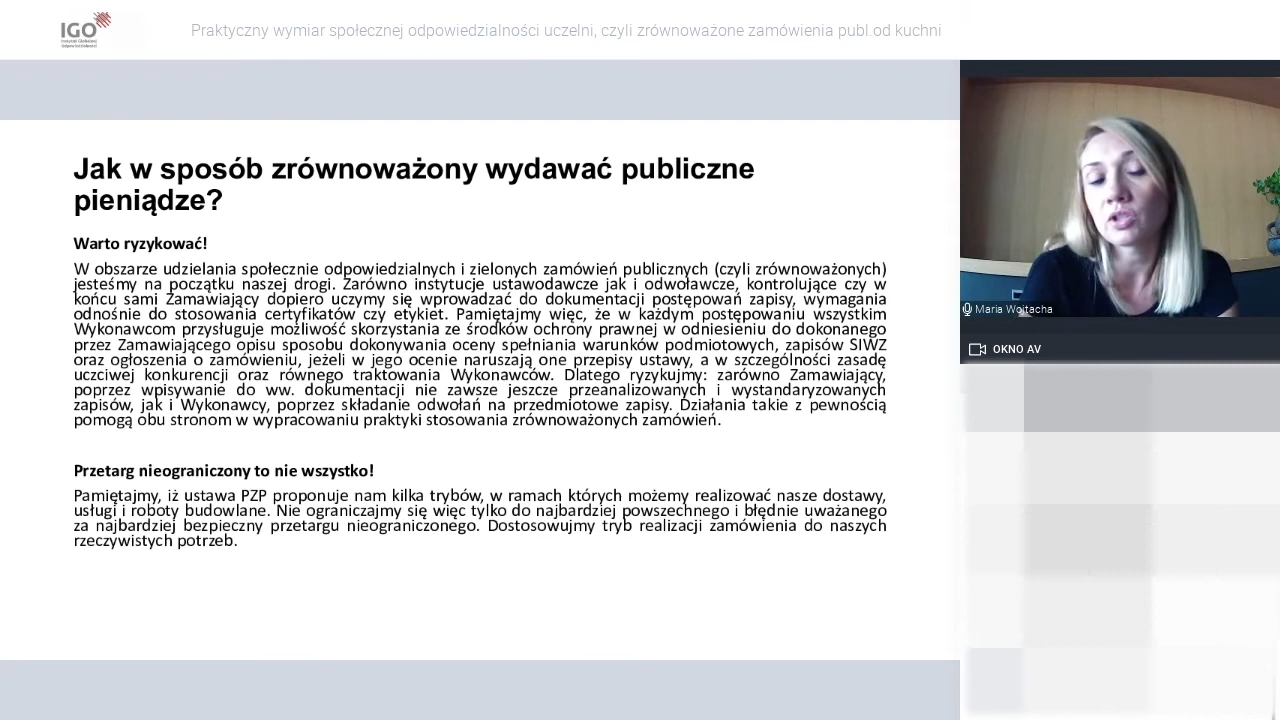 IGO
Instytut Globalnej
Odpowiedzialności
Praktyczny wymiar społecznej odpowiedzialności uczelni, czyli zrównoważone zamówienia publ.od kuchni
Jak w sposób zrównoważony wydawać publiczne
pieniądze?
Warto ryzykować!
W obszarze udzielania społecznie odpowiedzialnych i zielonych zamówień publicznych (czyli zrównoważonych)
jesteśmy na początku naszej drogi. Zarówno instytucje ustawodawcze jak i odwoławcze, kontrolujące czy w
końcu sami Zamawiający dopiero uczymy się wprowadzać do dokumentacji postępowań zapisy, wymagania
odnośnie do stosowania certyfikatów czy etykiet. Pamiętajmy więc, że w każdym postępowaniu wszystkim
Wykonawcom przysługuje możliwość skorzystania ze środków ochrony prawnej w odniesieniu do dokonanego
przez Zamawiającego opisu sposobu dokonywania oceny spełniania warunków podmiotowych, zapisów SIWZ
oraz ogłoszenia o zamówieniu, jeżeli w jego ocenie naruszają one przepisy ustawy, a w szczególności zasadę
uczciwej konkurencji oraz równego traktowania Wykonawców. Dlatego ryzykujmy: zarówno Zamawiający,
poprzez wpisywanie do ww. dokumentacji nie zawsze jeszcze przeanalizowanych i wystandaryzowanych
zapisów, jak i Wykonawcy, poprzez składanie odwołań na przedmiotowe zapisy. Działania takie z pewnością
pomogą obu stronom w wypracowaniu praktyki stosowania zrównoważonych zamówień.
Przetarg nieograniczony to nie wszystko!
Pamiętajmy, iż ustawa PZP proponuje nam kilka trybów, w ramach których możemy realizować nasze dostawy,
usługi i roboty budowlane. Nie ograniczajmy się więc tylko do najbardziej powszechnego i błędnie uważanego
za najbardziej bezpieczny przetargu nieograniczonego. Dostosowujmy tryb realizacji zamówienia do naszych
rzeczywistych potrzeb.
Maria Wojtacha
OKNO AV